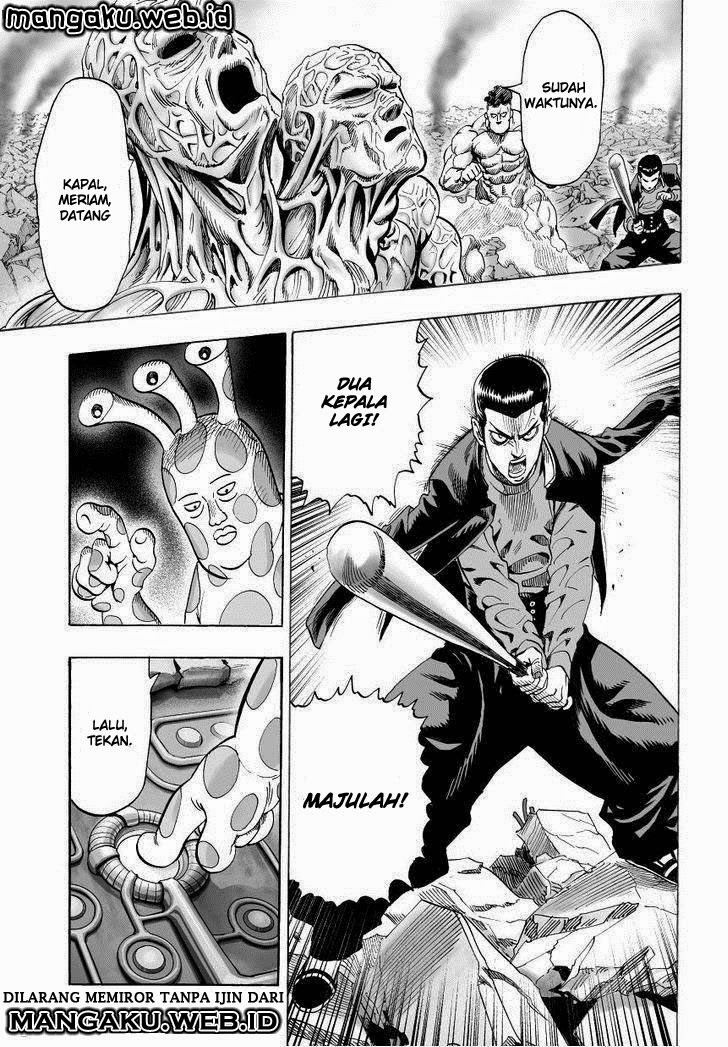 mangaku.web.id
SUDAH
WAKTUNYA.
KAPAL,
MERIAM,
DATANG
DUA
KEPALA
LAGI!
MAJULAH!
LALU,
TEKAN.
DILARANG MEMIROR TANPA IJIN DARI
MANGAKU.WEB.ID